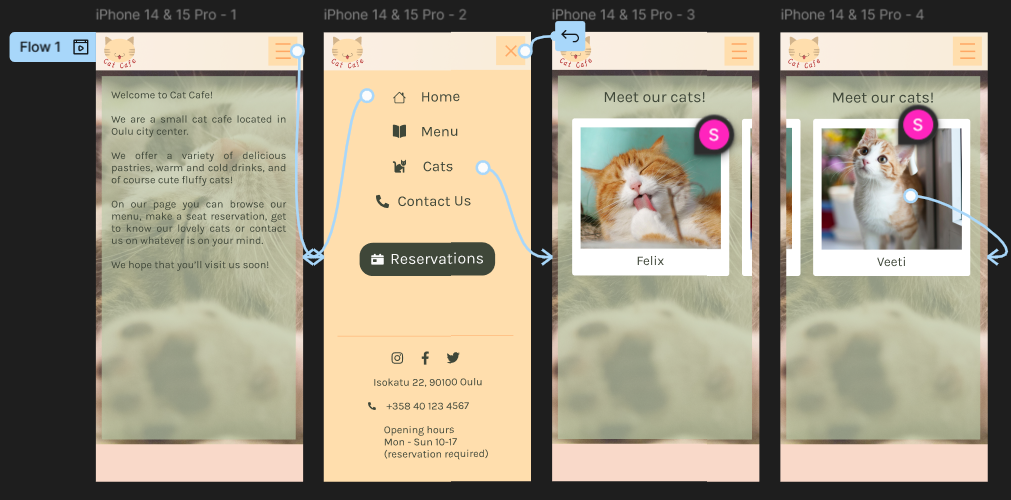 iPhone 14 & 15 Pro - 1
iPhone 14 & 15 Pro - 2
iPhone 14 & 15 Pro - 3
iPhone 14 & 15 Pro - 4
Flow 1
Cat Cafe
Welcome to Cat Cafe!
We are a small cat cafe located in
Oulu city center.
We offer a variety of delicious
pastries, warm and cold drinks, and
of course cute fluffy cats!
On our page you can browse our
menu, make a seat reservation, get
to know our lovely cats or contact
us on whatever is on your mind.
We hope that you'll visit us soon!
Cat Cafe
Home
Menu
Cats
Contact Us
Reservations
Isokatu 22, 90100 Oulu
+358 40 123 4567
Opening hours
Mon - Sun 10-17
(reservation required)
Cat Cafe
Meet our cats!
S
Felix
Cat Cafe
Meet our cats!
S
Veeti